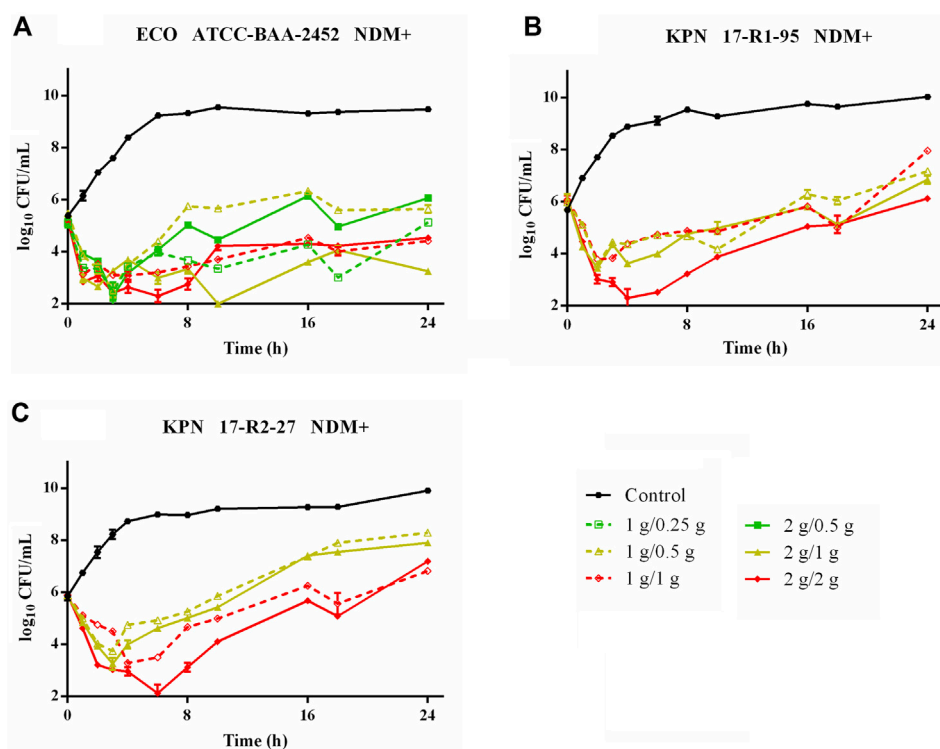 A
ECO ATCC-BAA-2452 NDM+
log10 CFU/mL
10
8
6
4
2
0 8 16 24
Time (h)
B
KPN 17-R1-95 NDM+
log10 CFU/mL
10
8
6
4
2
0 8 16 24
Time (h)
C
KPN 17-R2-27 NDM+
log10 CFU/mL
10
8
6
4
2
0 8 16 24
Time (h)
Control
1 g/0.25 g 2 g/0.5 g
1 g/0.5 g 2 g/1 g
1 g/1 g 2 g/2 g